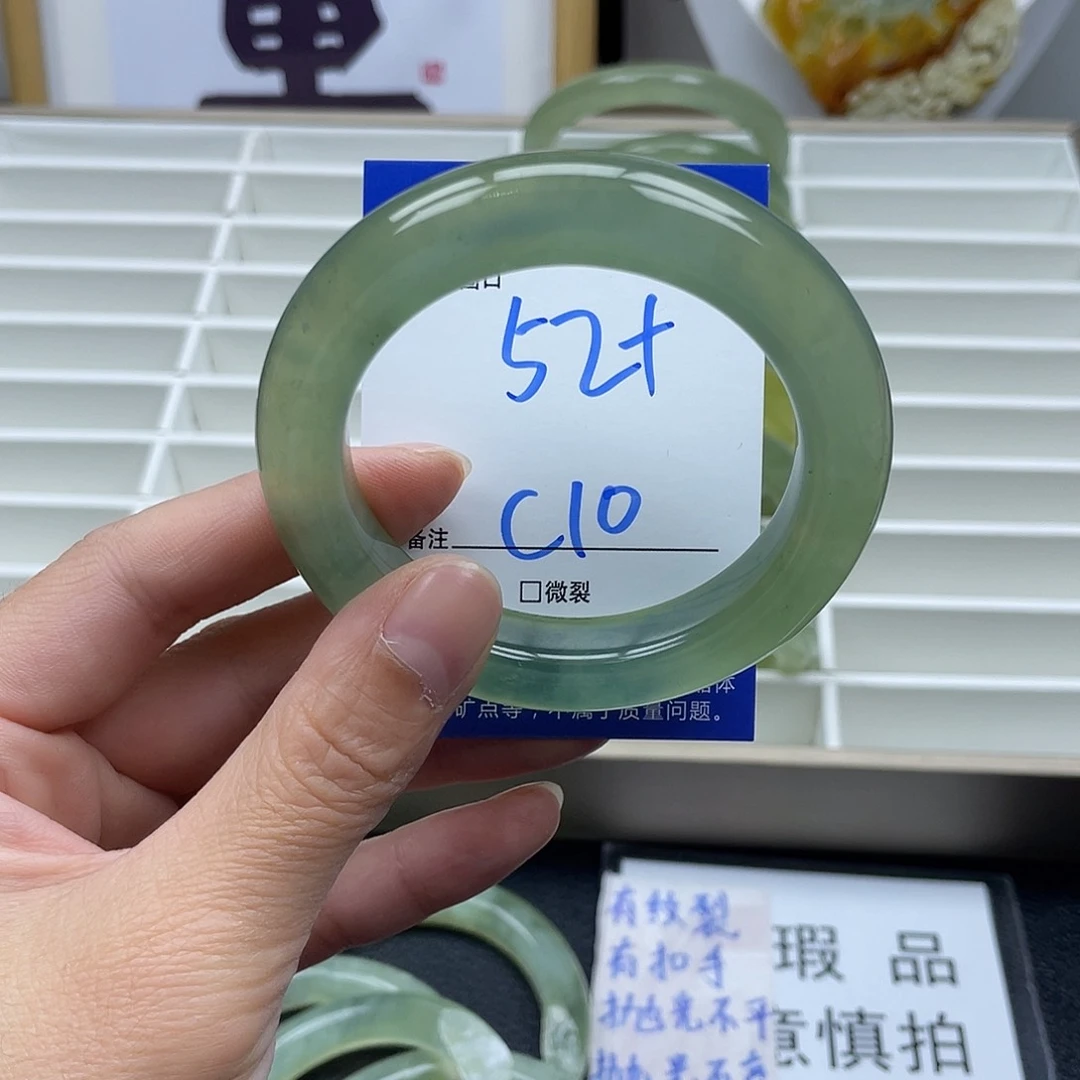 52+
C10
备注
□微裂
矿点等，不属于质量问题。
有纹裂
有扣手
抛光不平
瑕 品
慎拍